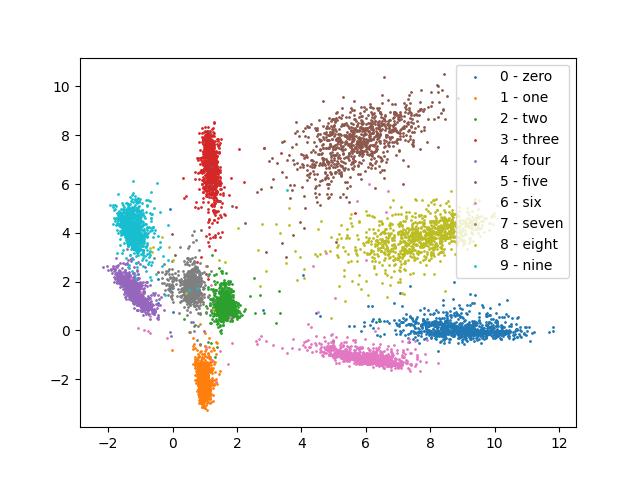 10
8
6
4
2
0
−2
−2
0
2
4
6
8
10
12
0 - zero
1 - one
2 - two
3 - three
4 - four
5 - five
6 - six
7 - seven
8 - eight
9 - nine